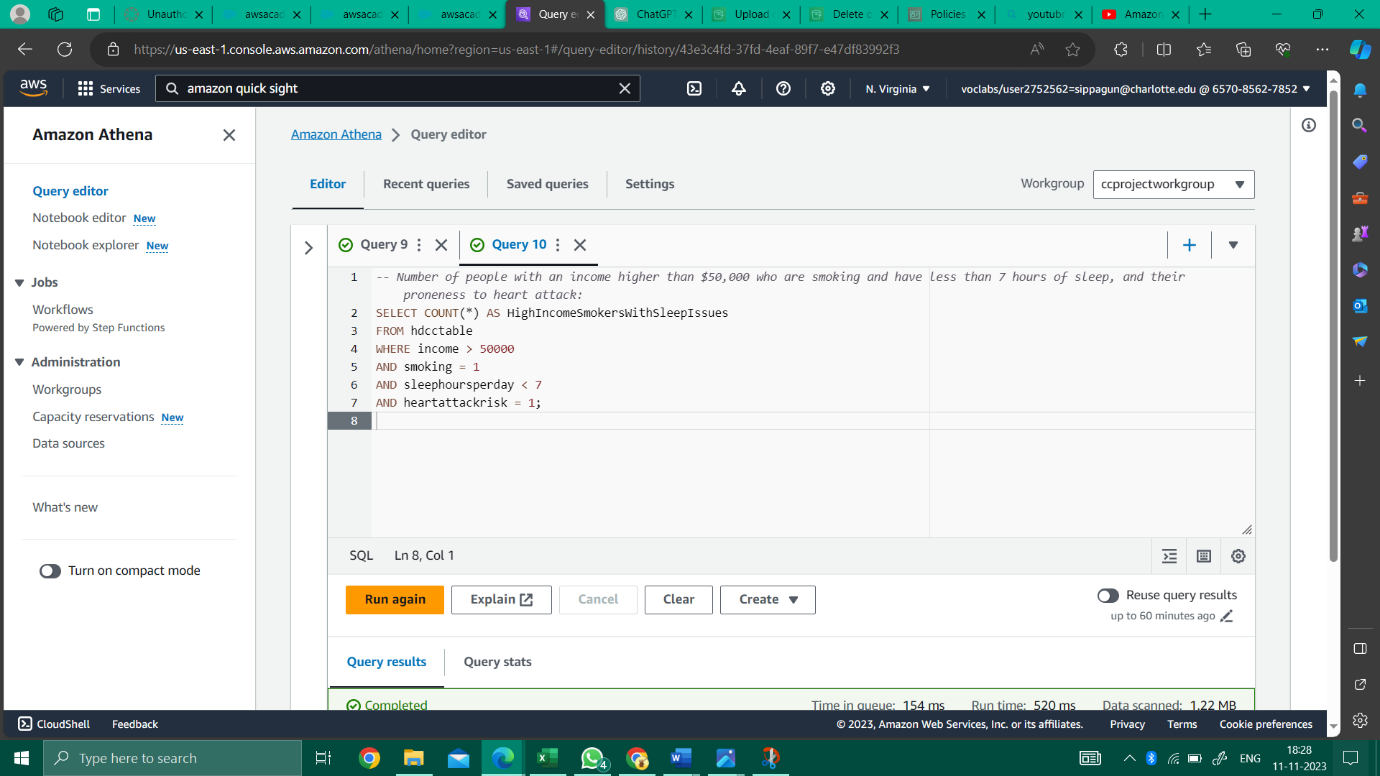 Unautho
awsacad
awsacad
awsacad
Query e
ChatGPT
Upload
Delete o
Policies
youtube
Amazon
https://us-east-1.console.aws.amazon.com/athena/home?region=us-east-1#/query-editor/history/43e3c4fd-37fd-4eaf-89f7-e47df83992f3
aws
Services
amazon quick sight
N. Virginia
voclabs/user2752562=sippagun@charlotte.edu @ 6570-8562-7852
Amazon Athena
Query editor
Notebook editor New
Notebook explorer New
Jobs
Workflows
Powered by Step Functions
Administration
Workgroups
Capacity reservations New
Data sources
What's new
Turn on compact mode
Amazon Athena > Query editor
Editor
Recent queries
Saved queries
Settings
Workgroup
ccprojectworkgroup
Query 9
Query 10
1 -- Number of people with an income higher than $50,000 who are smoking and have less than 7 hours of sleep, and their
proneness to heart attack:
2 SELECT COUNT(*) AS HighIncomeSmokersWithSleepIssues
3 FROM hdcctable
4 WHERE income > 50000
5 AND smoking = 1
6 AND sleephoursperday < 7
7 AND heartattackrisk = 1;
8
SQL Ln 8, Col 1
Run again
Explain
Cancel
Clear
Create
Reuse query results
up to 60 minutes ago
Query results
Query stats
Completed
Time in queue: 154 ms Run time: 520 ms Data scanned: 1.22 MB
CloudShell
Feedback
© 2023, Amazon Web Services, Inc. or its affiliates.
Privacy
Terms
Cookie preferences
Type here to search
4
ENG
18:28
11-11-2023